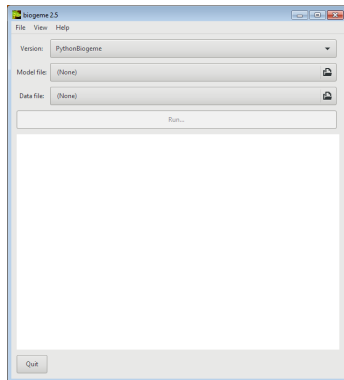 biogeme 2.5
File View Help
Version: PythonBiogeme
Model file: (None)
Data file: (None)
Run...
Quit